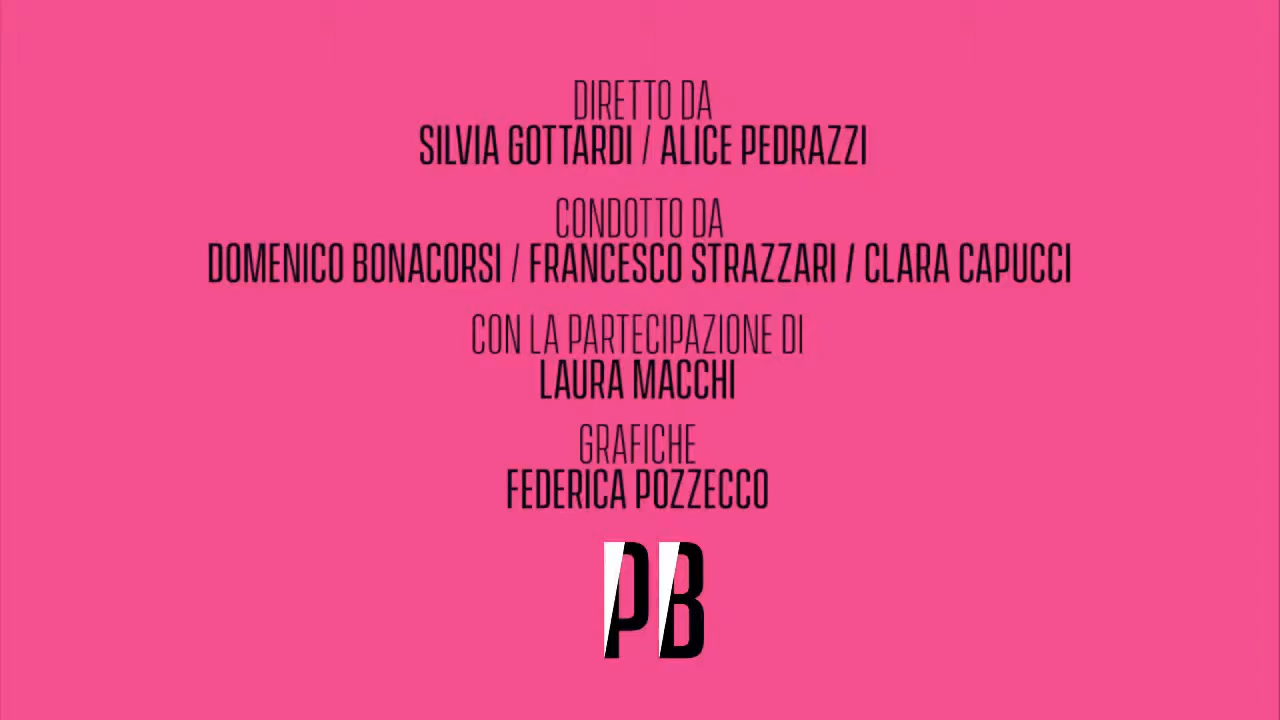 DIRETTO DA
SILVIA GOTTARDI / ALICE PEDRAZZI
CONDOTTO DA
DOMENICO BONACORSI / FRANCESCO STRAZZARI / CLARA CAPUCCI
CON LA PARTECIPAZIONE DI
LAURA MACCHI
GRAFICHE
FEDERICA POZZECCO
PB